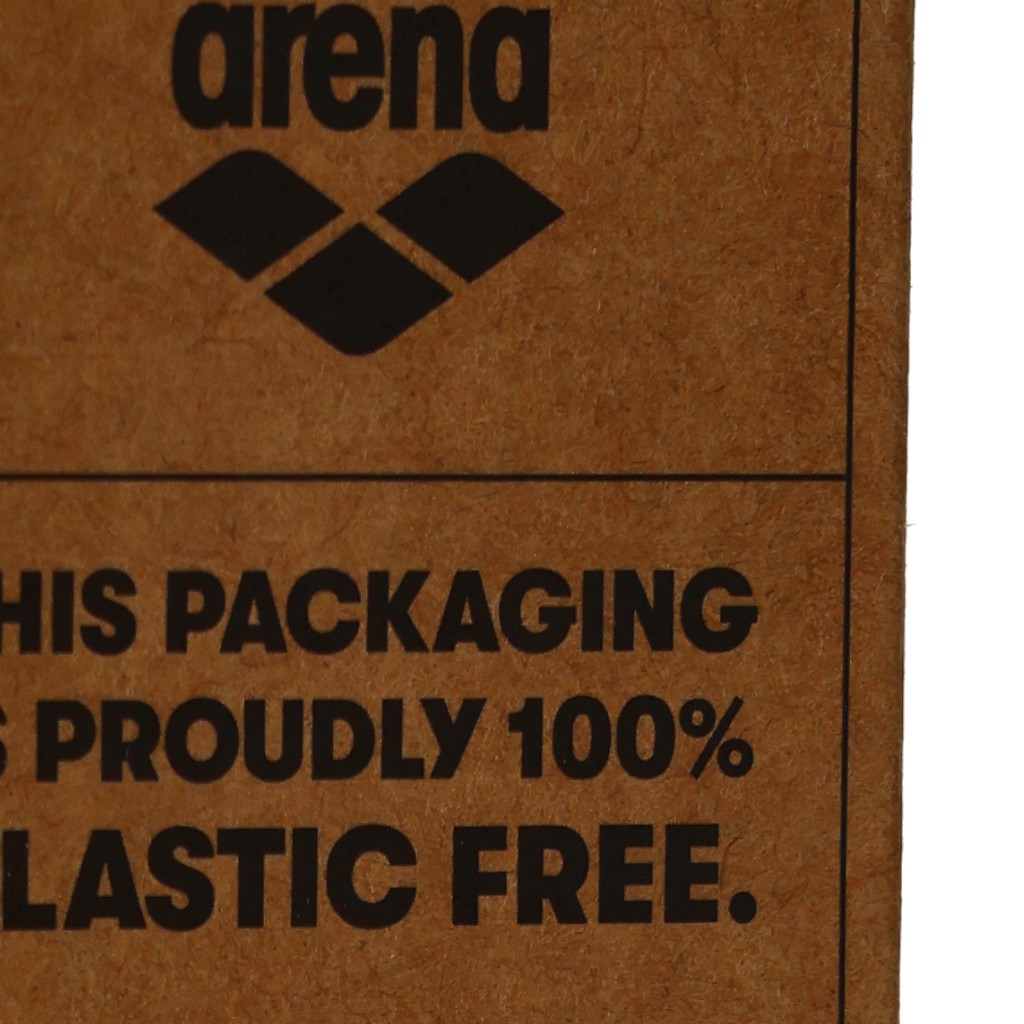 arena
HIS PACKAGING
S PROUDLY 100%
LASTIC FREE.